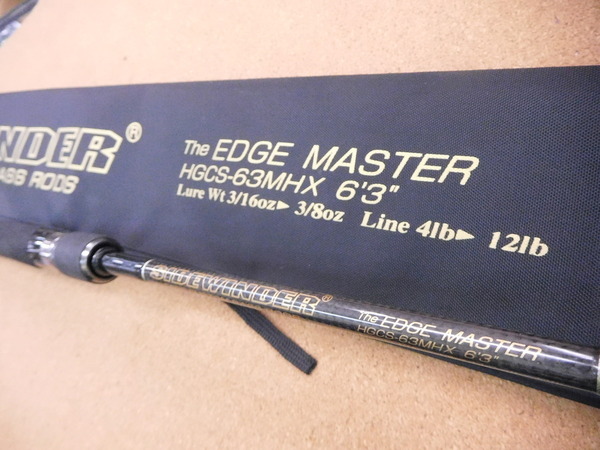 NDER®
ASS RODS
The EDGE MASTER
HGCS-63MHX 6'3"
Lure Wt 3/16oz► 3/8oz Line 4lb► 12lb
SIDEWINDER®
The EDGE MASTER
HGCS-63MHX 6'3"